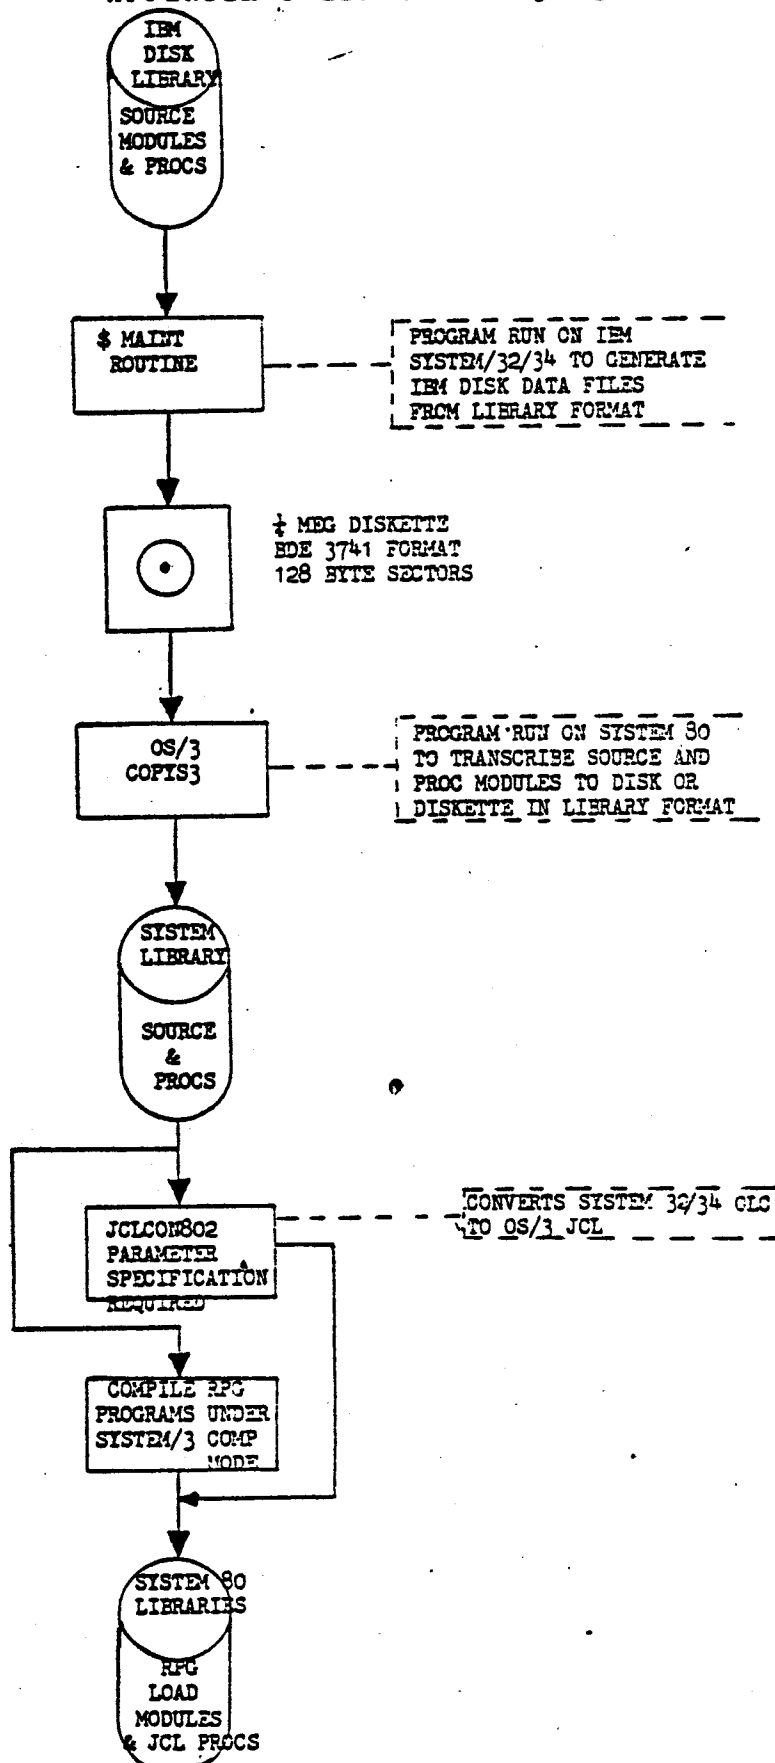 IBM
DISK
LIBRARY
SOURCE
MODULES
& PROCS
$ MAINT
ROUTINE
PROGRAM RUN ON IBM
SYSTEM/32/34 TO GENERATE
IBM DISK DATA FILES
FROM LIBRARY FORMAT
¼ MEG DISKETTE
BDE 3741 FORMAT
128 BYTE SECTORS
OS/3
COPYS3
PROGRAM RUN ON SYSTEM 80
TO TRANSCRIBE SOURCE AND
PROC MODULES TO DISK OR
DISKETTE IN LIBRARY FORMAT
SYSTEM
LIBRARY
SOURCE
&
PROCS
JCLCON802
PARAMETER
SPECIFICATION
REQUIRED
CONVERTS SYSTEM 32/34 OLC
TO OS/3 JCL
COMPILE RPG
PROGRAMS UNDER
SYSTEM/3 COMP
MODE
SYSTEM 80
LIBRARIES
RPG
LOAD
MODULES
& JCL PROCS